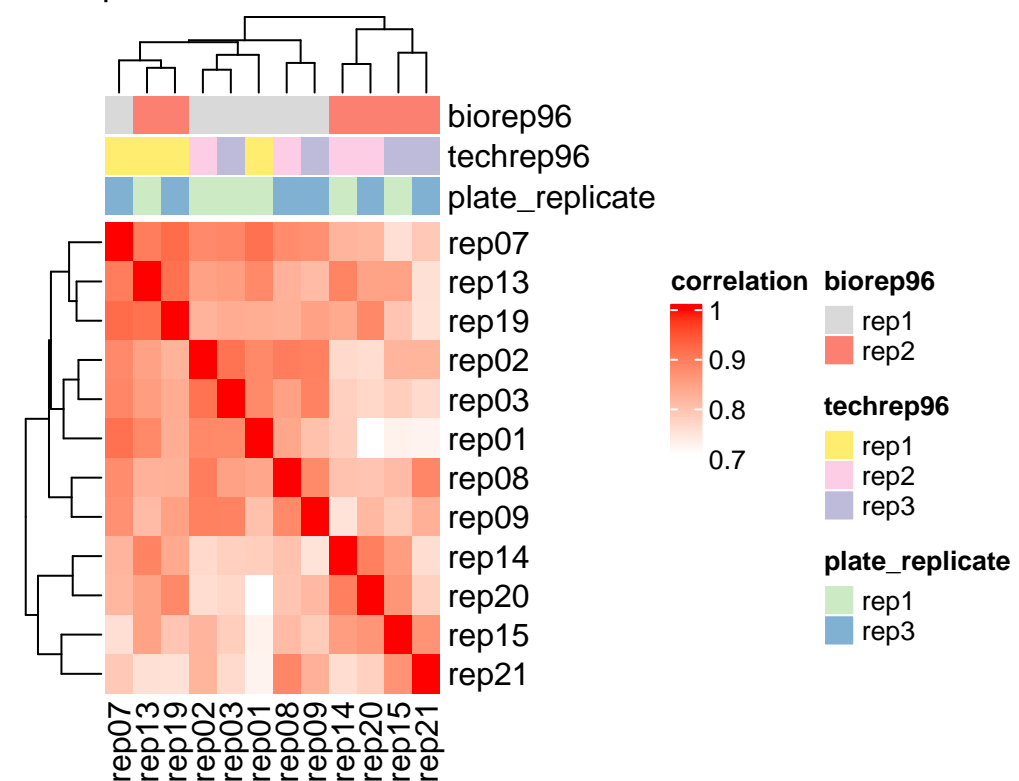 biorep96
techrep96
plate_replicate
rep07
rep13
rep19
rep02
rep03
rep01
rep08
rep09
rep14
rep20
rep15
rep21
rep07 rep13 rep19 rep02 rep03 rep01 rep08 rep09 rep14 rep20 rep15 rep21
correlation
1
0.9
0.8
0.7
biorep96
rep1
rep2
techrep96
rep1
rep2
rep3
plate_replicate
rep1
rep3